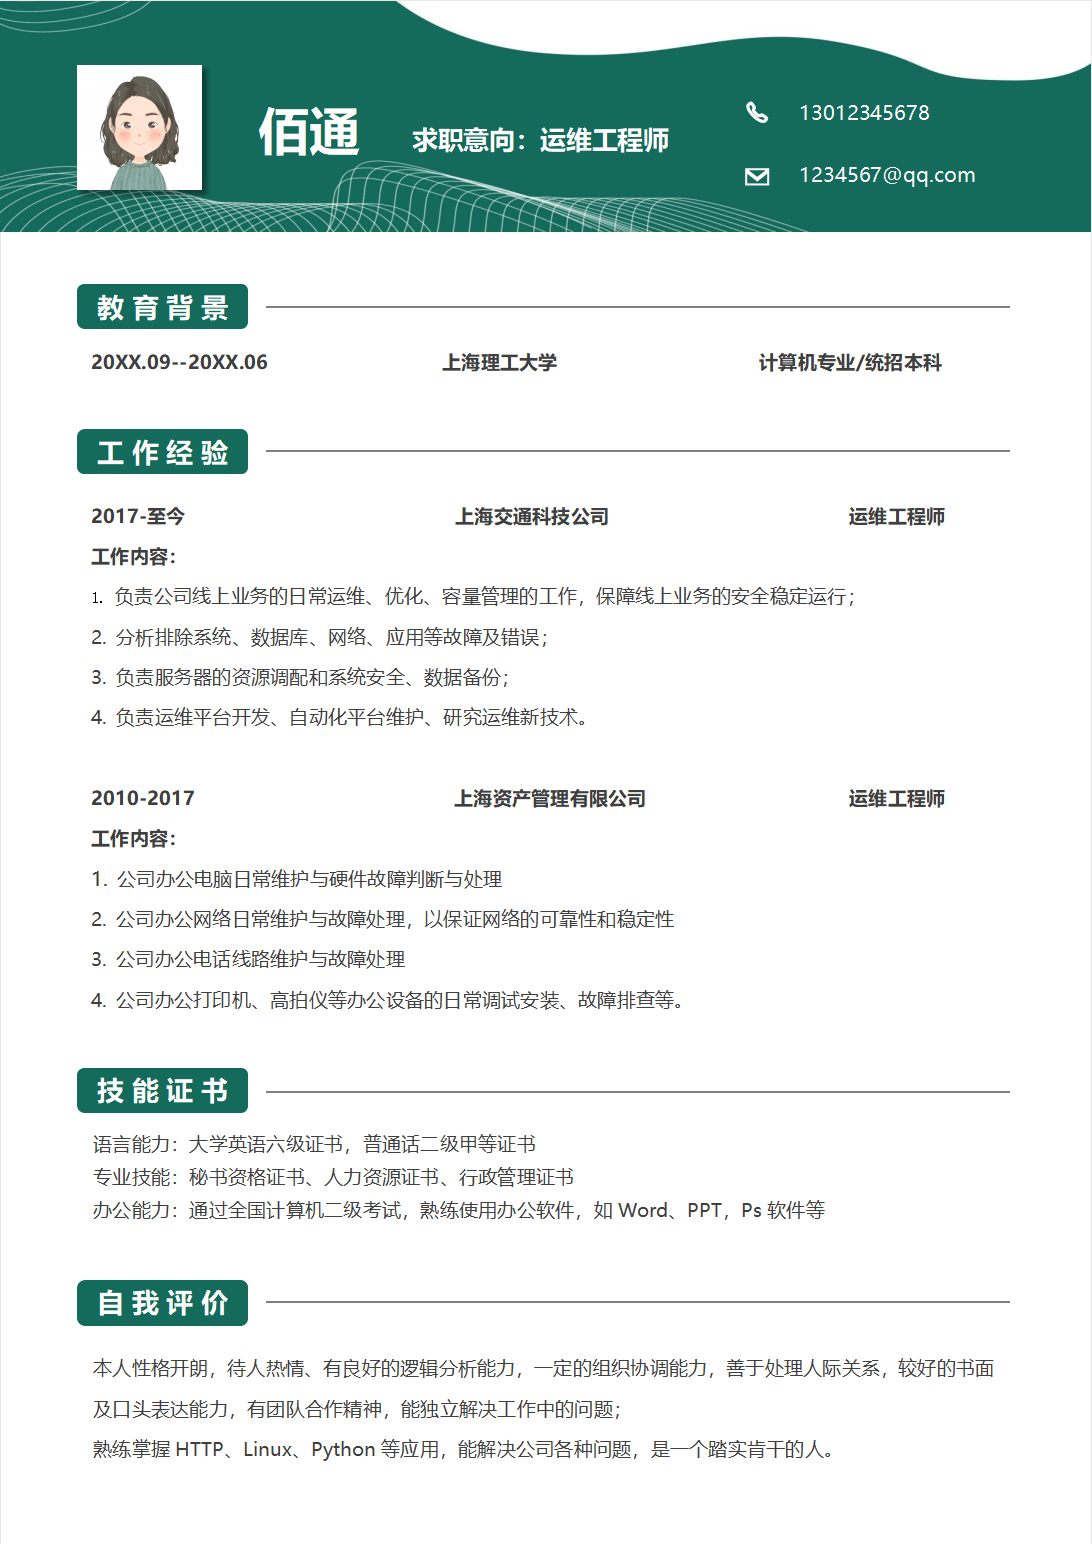 佰通
求职意向：运维工程师
13012345678
1234567@qq.com
教育背景
20XX.09--20XX.06 上海理工大学 计算机专业/统招本科
工作经验
2017-至今 上海交通科技公司 运维工程师
工作内容：
1. 负责公司线上业务的日常运维、优化、容量管理的工作，保障线上业务的安全稳定运行；
2. 分析排除系统、数据库、网络、应用等故障及错误；
3. 负责服务器的资源调配和系统安全、数据备份；
4. 负责运维平台开发、自动化平台维护、研究运维新技术。
2010-2017 上海资产管理有限公司 运维工程师
工作内容：
1. 公司办公电脑日常维护与硬件故障判断与处理
2. 公司办公网络日常维护与故障处理，以保证网络的可靠性和稳定性
3. 公司办公电话线路维护与故障处理
4. 公司办公打印机、高拍仪等办公设备的日常调试安装、故障排查等。
技能证书
语言能力：大学英语六级证书，普通话二级甲等证书
专业技能：秘书资格证书、人力资源证书、行政管理证书
办公能力：通过全国计算机二级考试，熟练使用办公软件，如 Word、PPT，Ps 软件等
自我评价
本人性格开朗，待人热情、有良好的逻辑分析能力，一定的组织协调能力，善于处理人际关系，较好的书面
及口头表达能力，有团队合作精神，能独立解决工作中的问题；
熟练掌握 HTTP、Linux、Python 等应用，能解决公司各种问题，是一个踏实肯干的人。